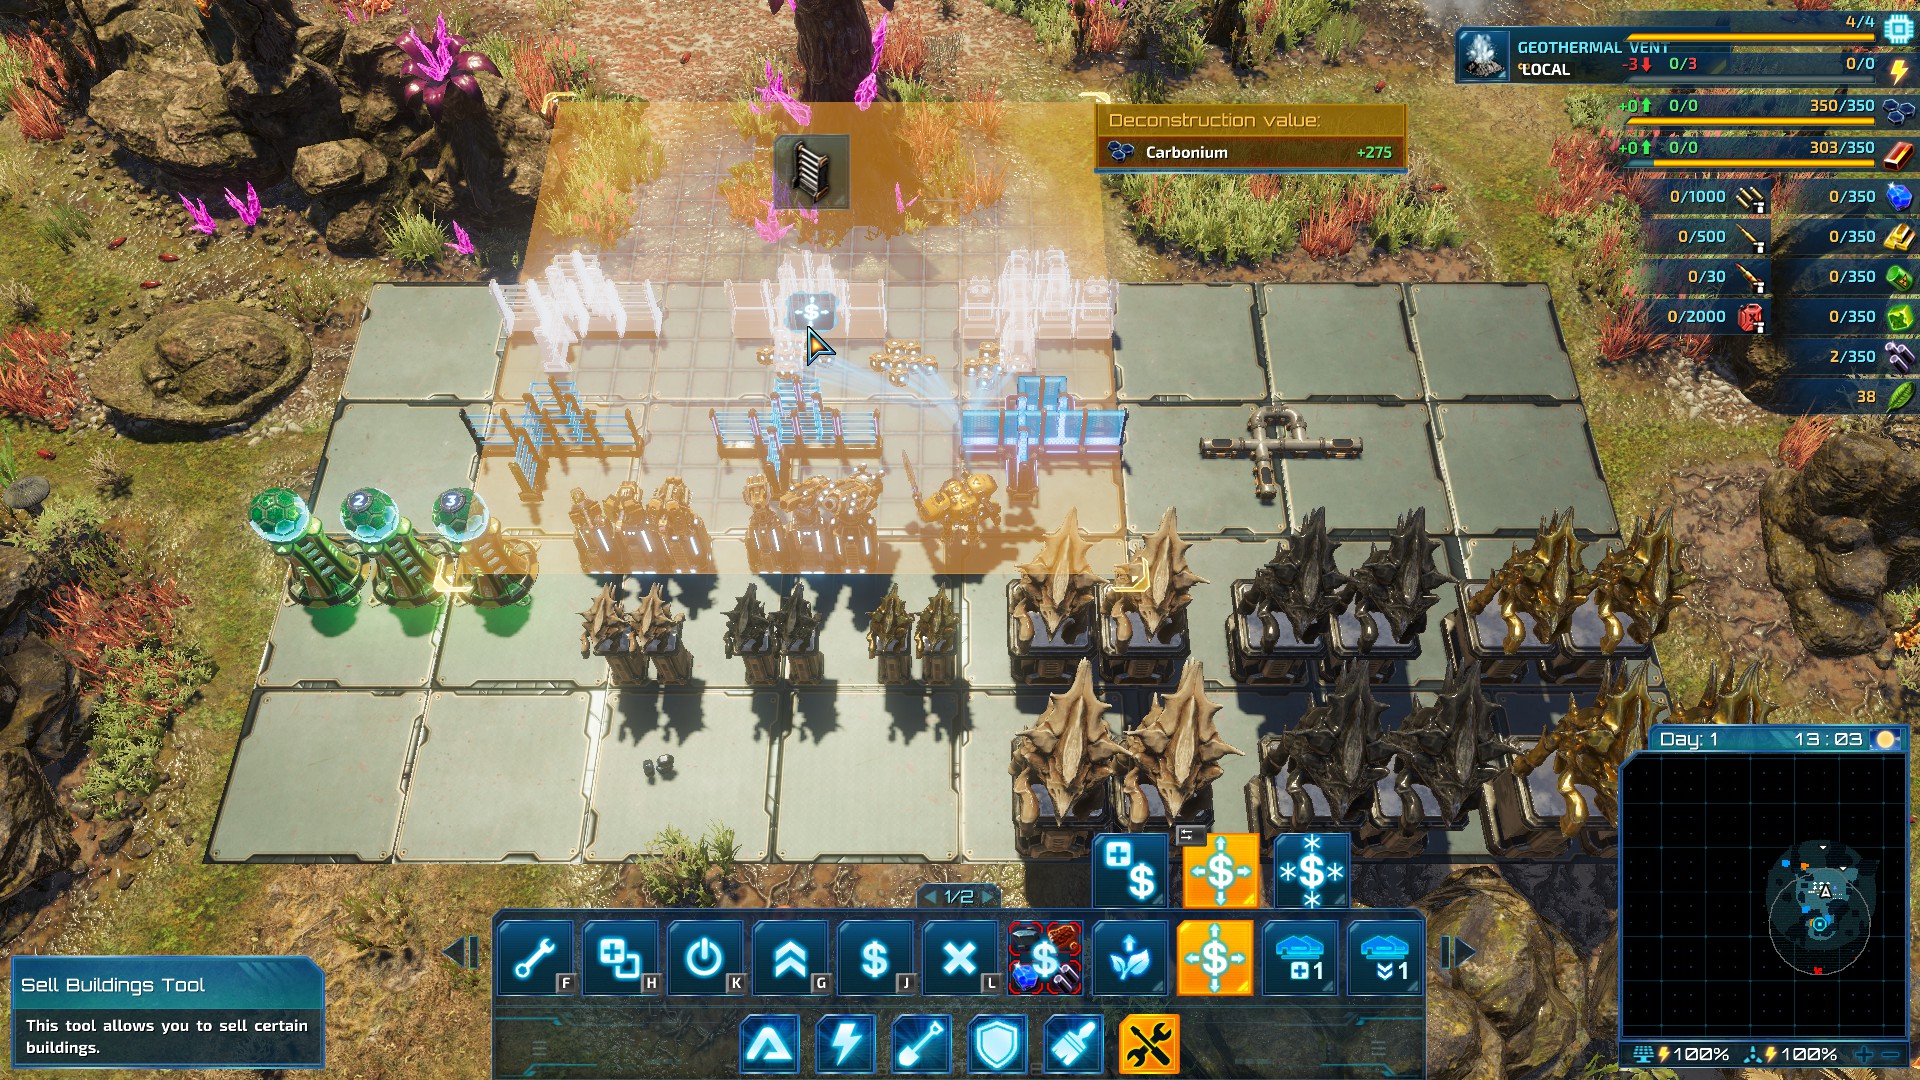 4/4
GEOTHERMAL VENT
LOCAL
-3 0/3
0/0
+0 0/0
350/350
+0 0/0
303/350
Deconstruction value:
Carbonium +275
0/1000
0/350
0/500
0/350
0/30
0/350
0/2000
0/350
2/350
38
2
3
Day: 1
13:03
1/2
F
H
K
G
J
L
1
1
Sell Buildings Tool
This tool allows you to sell certain
buildings.
100%
100%